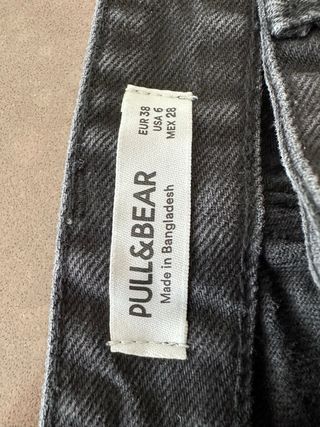 PULL&BEAR
Made in Bangladesh
EUR 38
USA 6
MEX 28